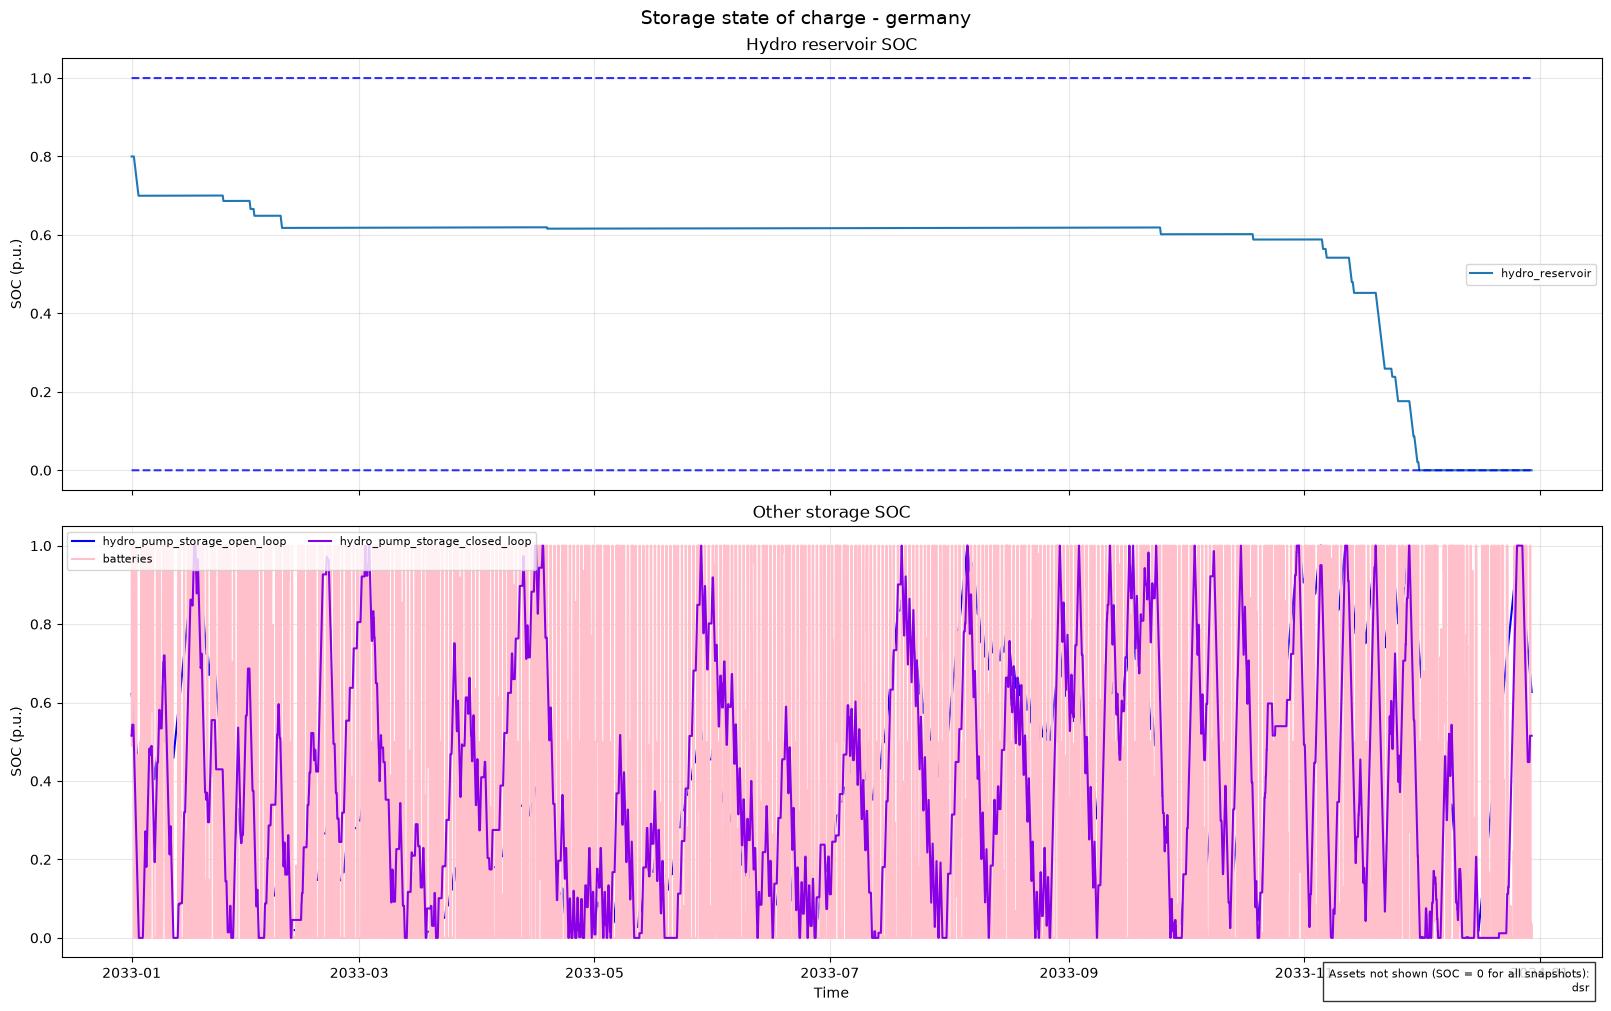 Storage state of charge - germany
Hydro reservoir SOC
1.0
0.8
0.6
0.4
0.2
0.0
SOC (p.u.)
hydro_reservoir
Other storage SOC
hydro_pump_storage_open_loop
batteries
hydro_pump_storage_closed_loop
1.0
0.8
0.6
0.4
0.2
0.0
SOC (p.u.)
2033-01
2033-03
2033-05
2033-07
2033-09
Time
Assets not shown (SOC = 0 for all snapshots):
dsr